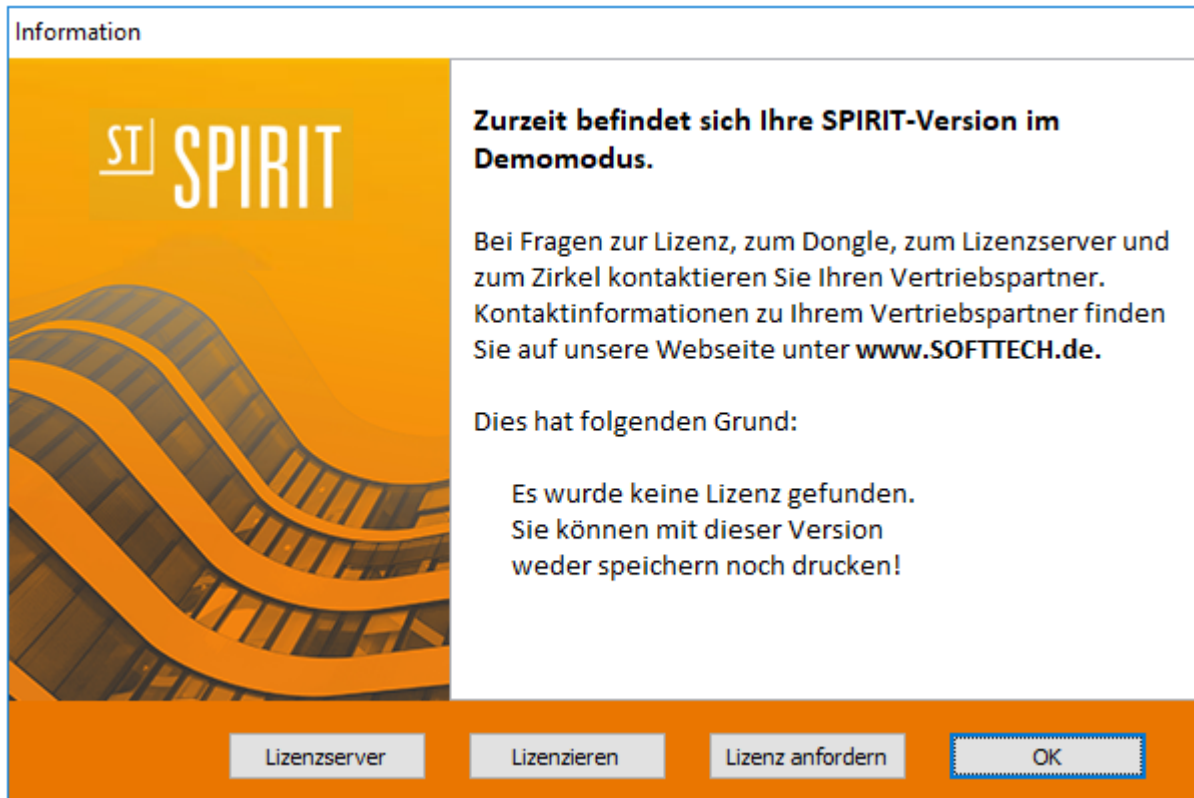 Information
ST SPIRIT
Zurzeit befindet sich Ihre SPIRIT-Version im
Demomodus.
Bei Fragen zur Lizenz, zum Dongle, zum Lizenzserver und
zum Zirkel kontaktieren Sie Ihren Vertriebspartner.
Kontaktinformationen zu Ihrem Vertriebspartner finden
Sie auf unsere Webseite unter www.SOFTTECH.de.
Dies hat folgenden Grund:
Es wurde keine Lizenz gefunden.
Sie können mit dieser Version
weder speichern noch drucken!
Lizenzserver
Lizenzieren
Lizenz anfordern
OK